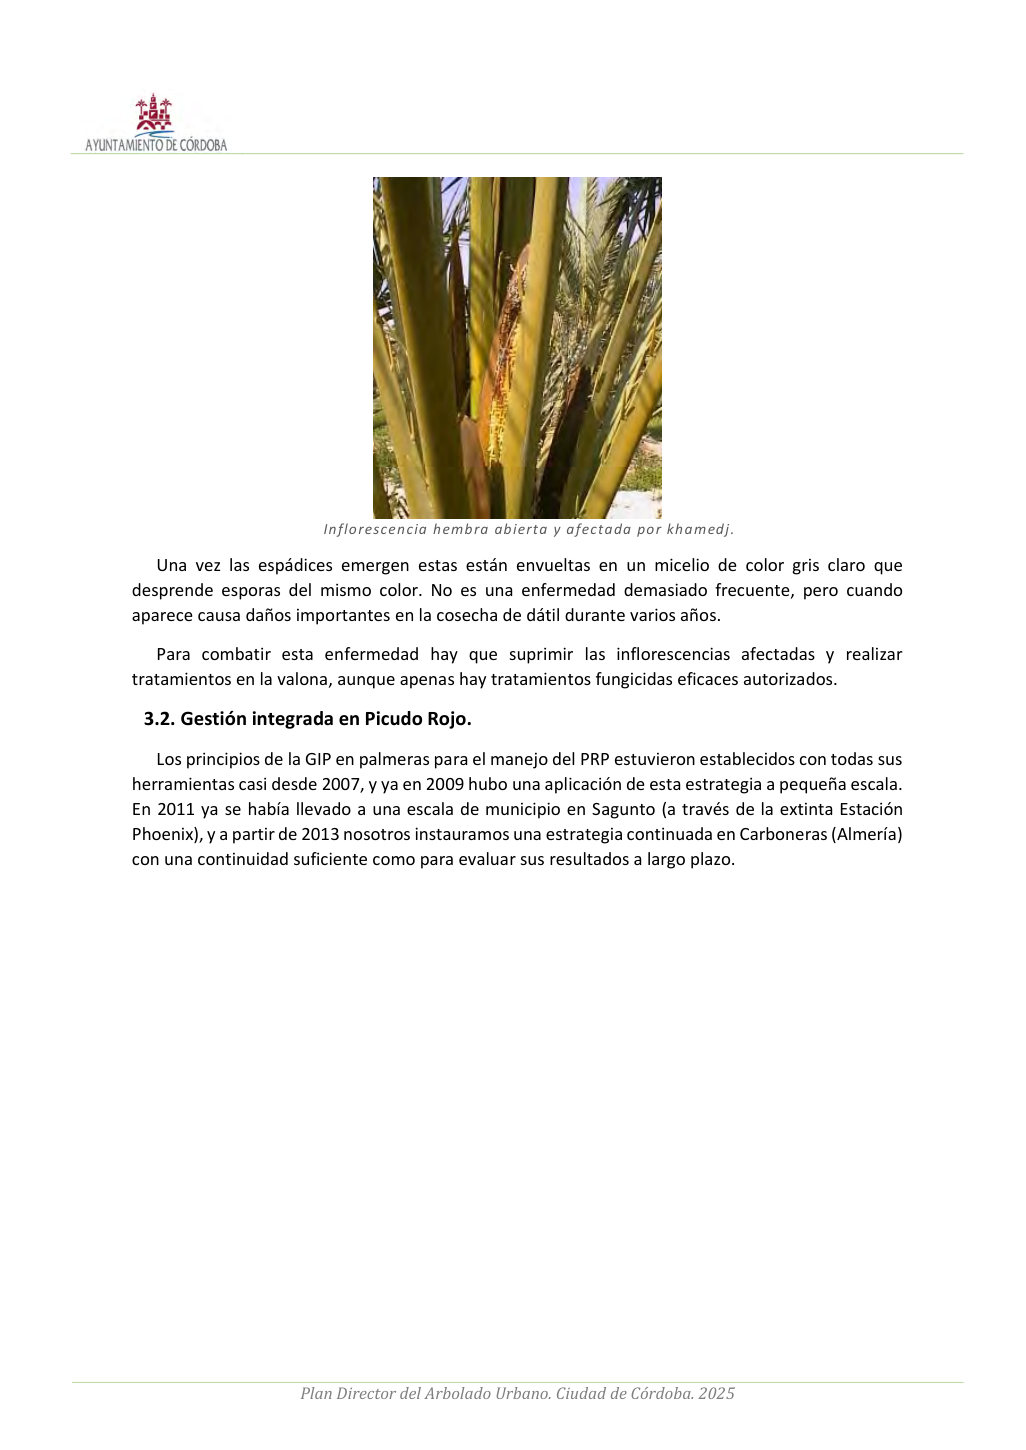 AYUNTAMIENTO DE CÓRDOBA
Inflorescencia hembra abierta y afectada por khamedj.
Una vez las espádices emergen estas están envueltas en un micelio de color gris claro que
desprende esporas del mismo color. No es una enfermedad demasiado frecuente, pero cuando
aparece causa daños importantes en la cosecha de dátil durante varios años.
Para combatir esta enfermedad hay que suprimir las inflorescencias afectadas y realizar
tratamientos en la valona, aunque apenas hay tratamientos fungicidas eficaces autorizados.
3.2. Gestión integrada en Picudo Rojo.
Los principios de la GIP en palmeras para el manejo del PRP estuvieron establecidos con todas sus
herramientas casi desde 2007, y ya en 2009 hubo una aplicación de esta estrategia a pequeña escala.
En 2011 ya se había llevado a una escala de municipio en Sagunto (a través de la extinta Estación
Phoenix), y a partir de 2013 nosotros instauramos una estrategia continuada en Carboneras (Almería)
con una continuidad suficiente como para evaluar sus resultados a largo plazo.
Plan Director del Arbolado Urbano. Ciudad de Córdoba. 2025